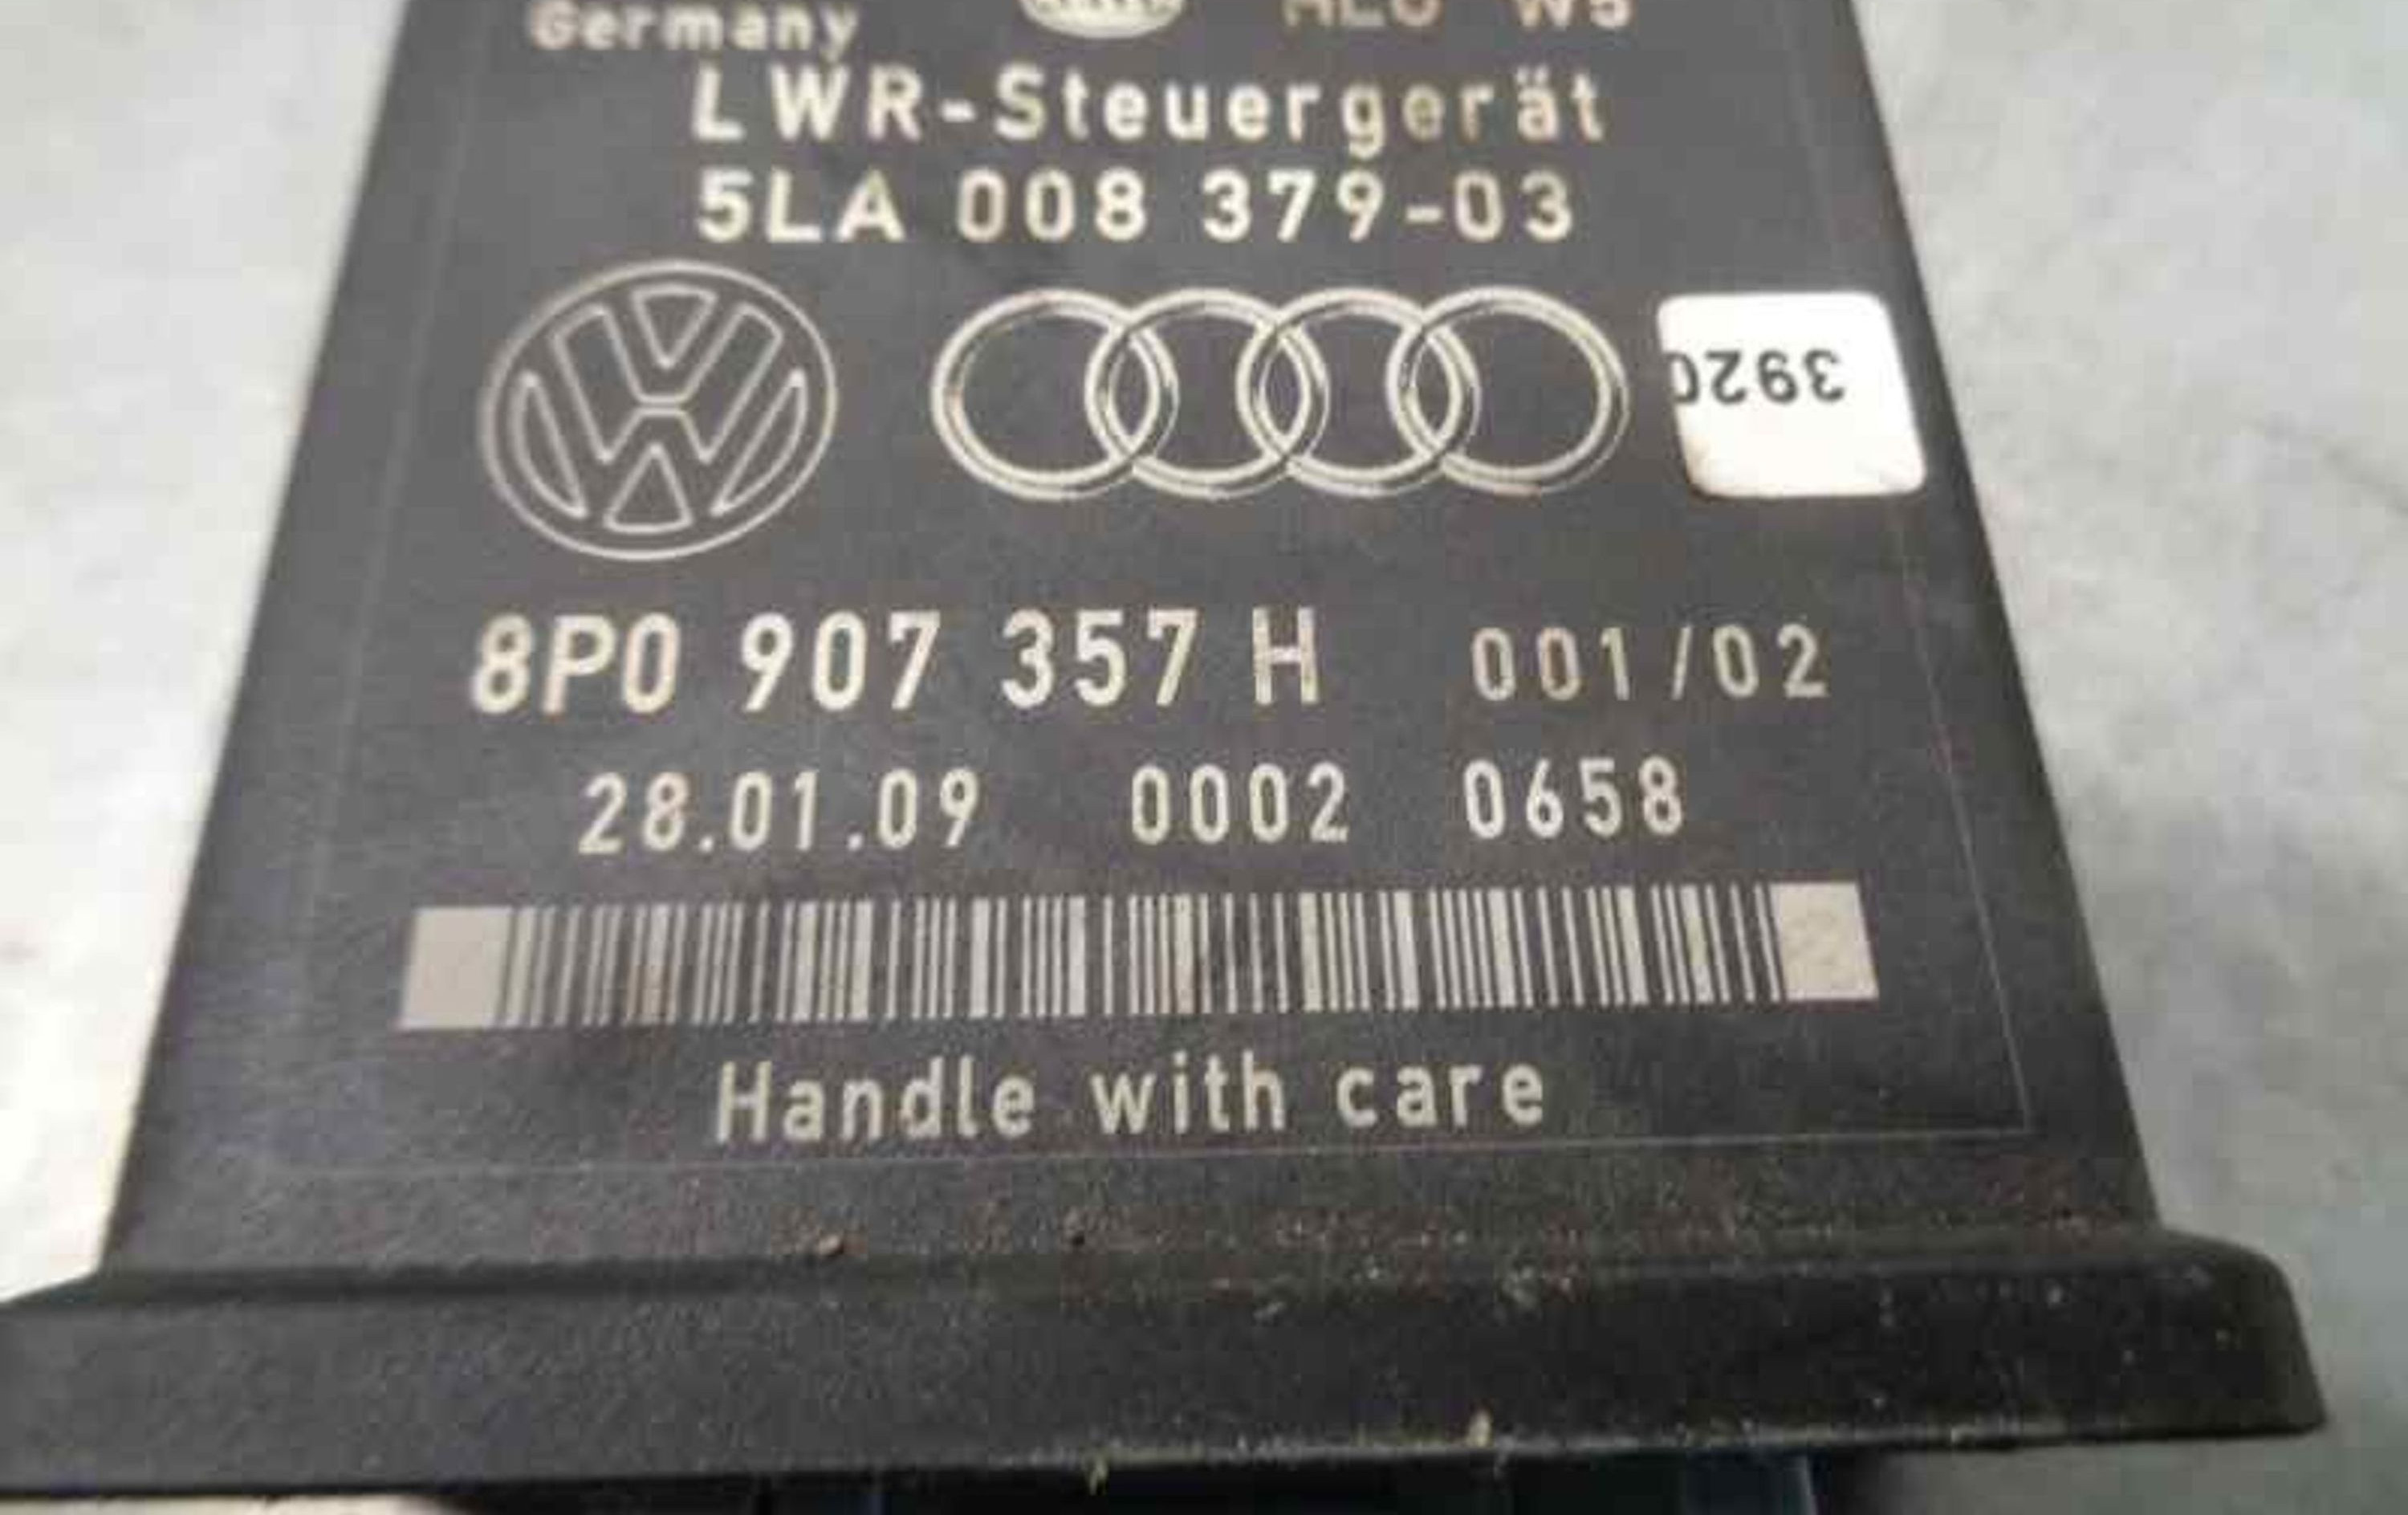 Germany
LWR-Steuergerät
5LA 008 379-03
3920
8P0 907 357 H 001/02
28.01.09 0002 0658
Handle with care